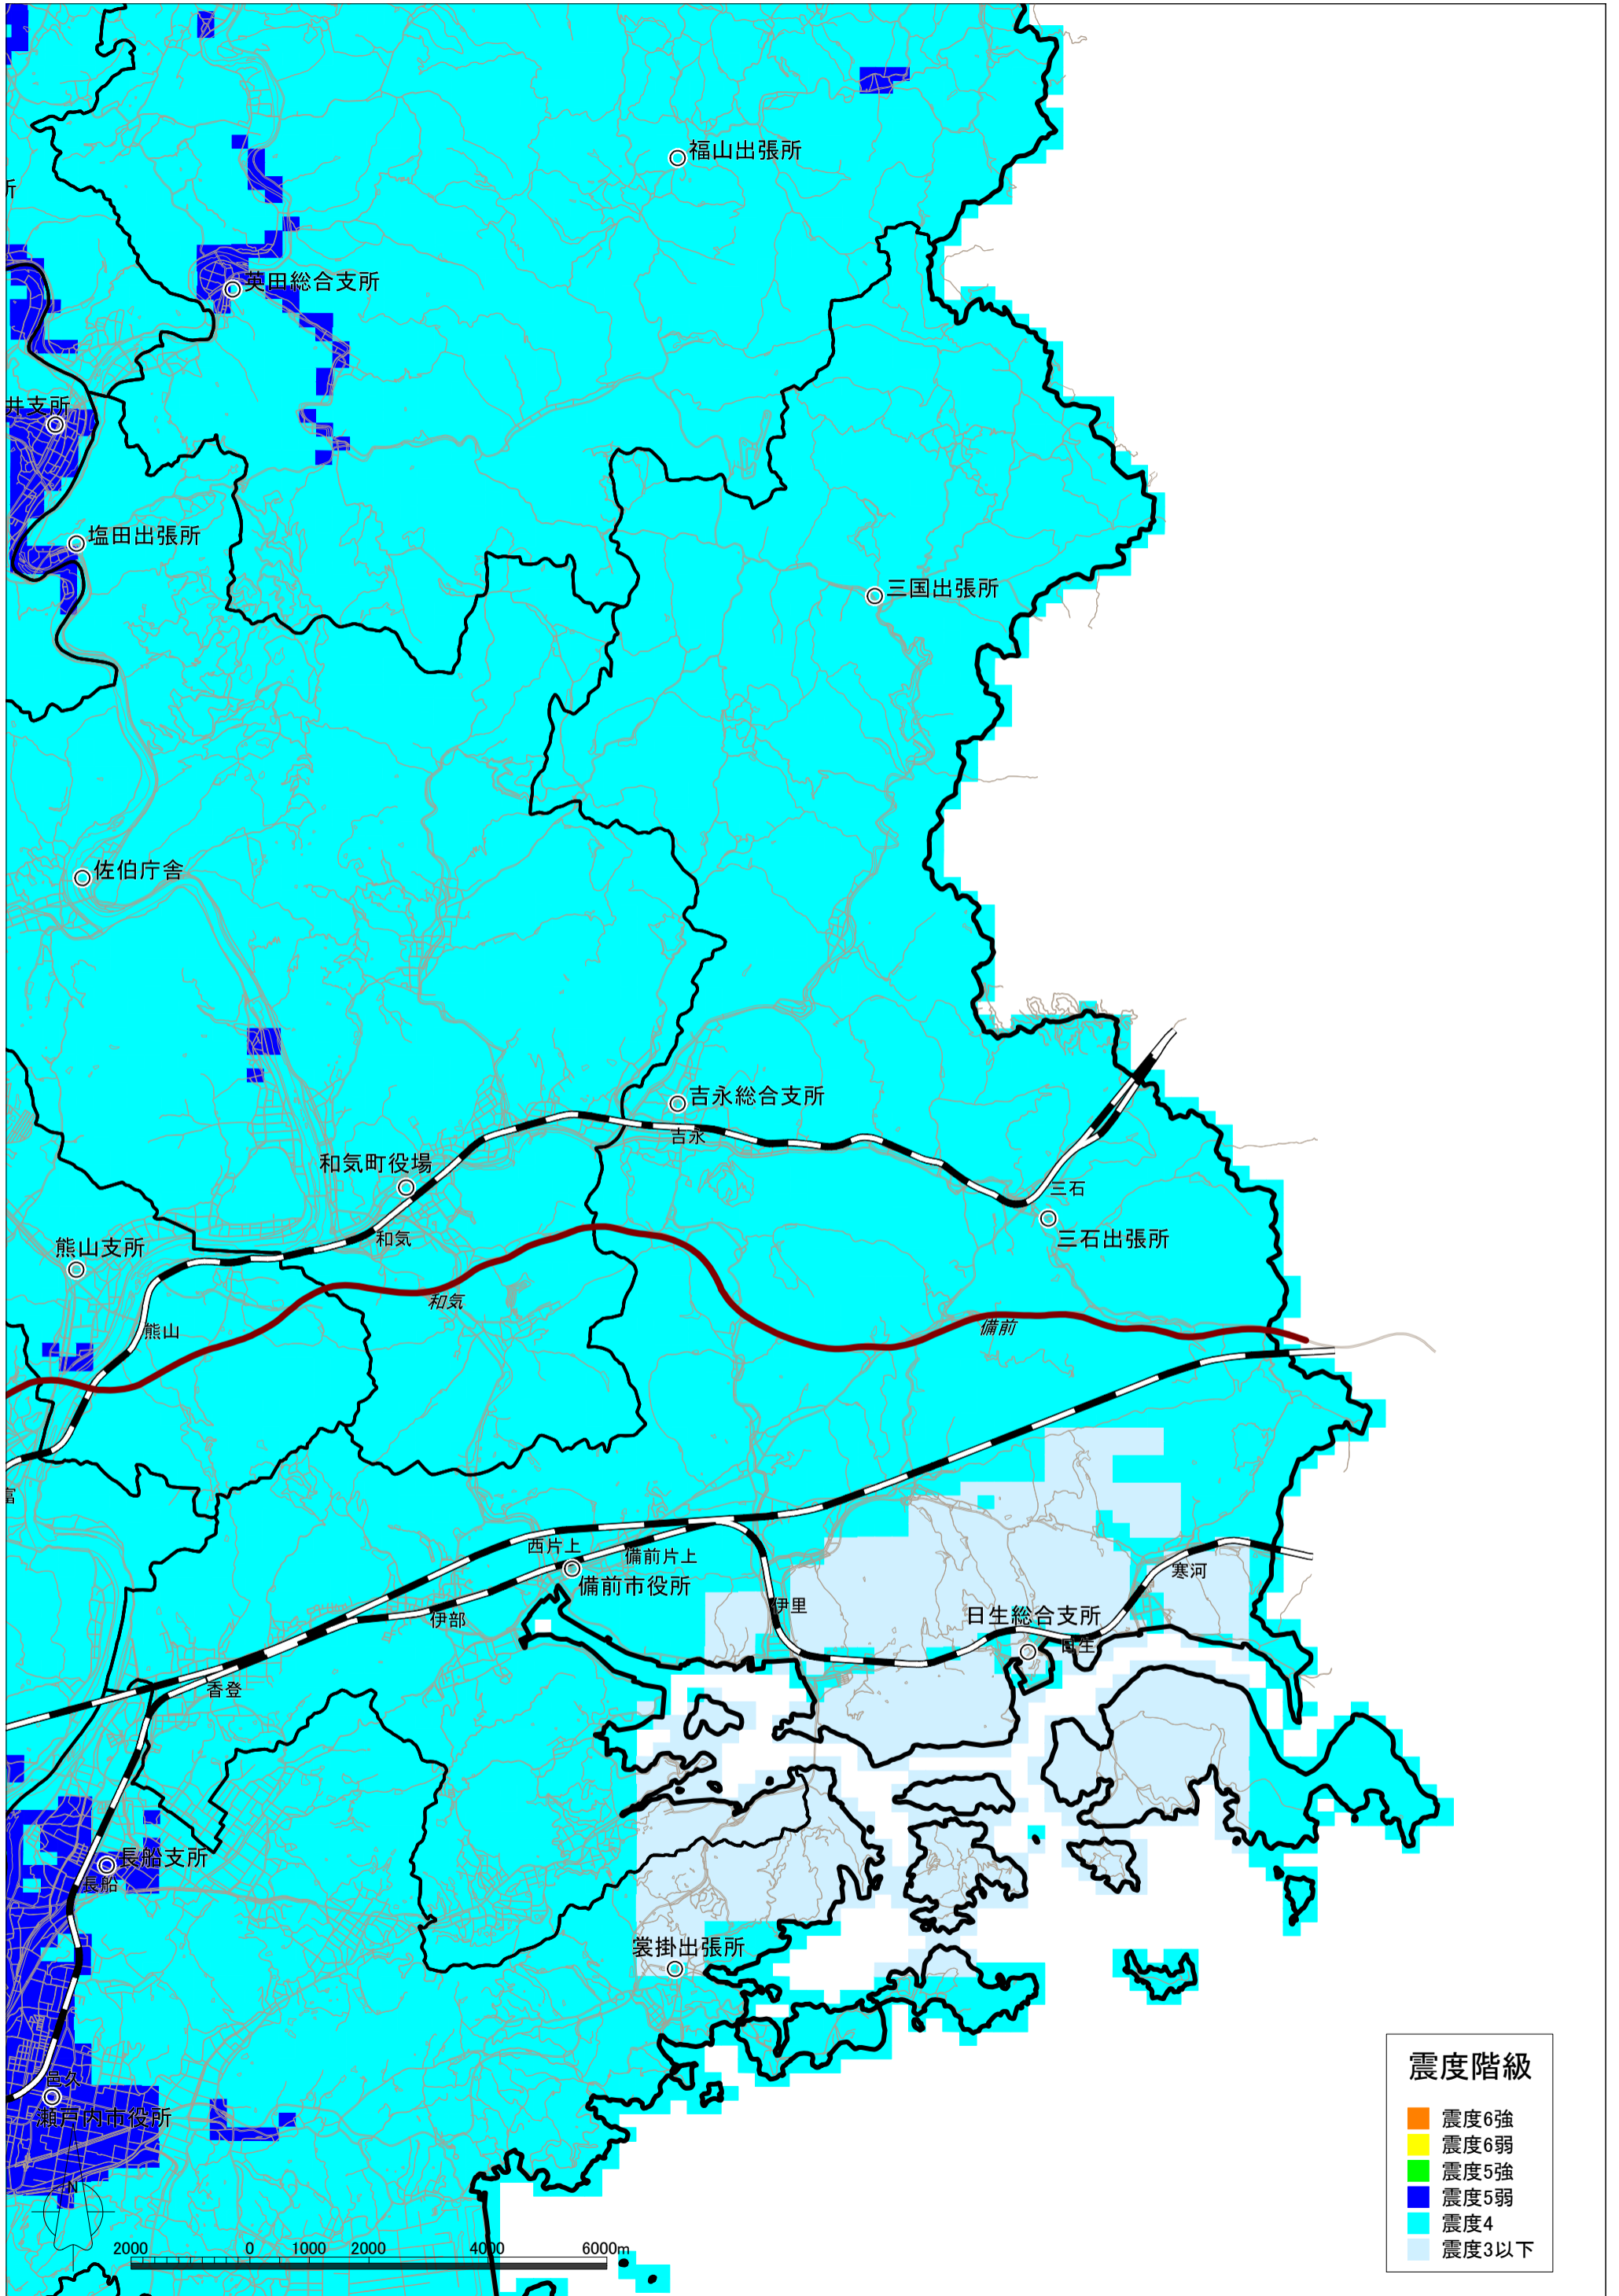 福山出張所
所
英田総合支所
井支所
塩田出張所
三国出張所
佐伯庁舎
吉永総合支所
吉永
和気町役場
三石
三石出張所
和気
熊山支所
和気
備前
熊山
富
西片上
備前片上
寒河
備前市役所
伊里
日生総合支所
伊部
日生
香登
長船支所
長船
裳掛出張所
邑久
瀬戸内市役所
N
2000 0 1000 2000 4000 6000m
震度階級
震度6強
震度6弱
震度5強
震度5弱
震度4
震度3以下